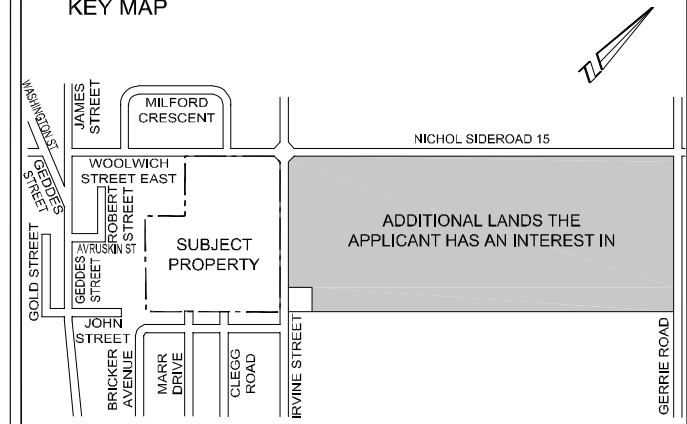 KEY MAP
WASHINGTON ST
JAMES
STREET
MILFORD
CRESCENT
NICHOL SIDEROAD 15
GEDDES
STREET
WOOLWICH
STREET EAST
ROBERT
STREET
AVRUSKIN ST
GEDDES
STREET
GOLD STREET
SUBJECT
PROPERTY
ADDITIONAL LANDS THE
APPLICANT HAS AN INTEREST IN
JOHN
STREET
BRICKER
AVENUE
MARR
DRIVE
CLEGG
ROAD
IRVINE STREET
GERRIE ROAD